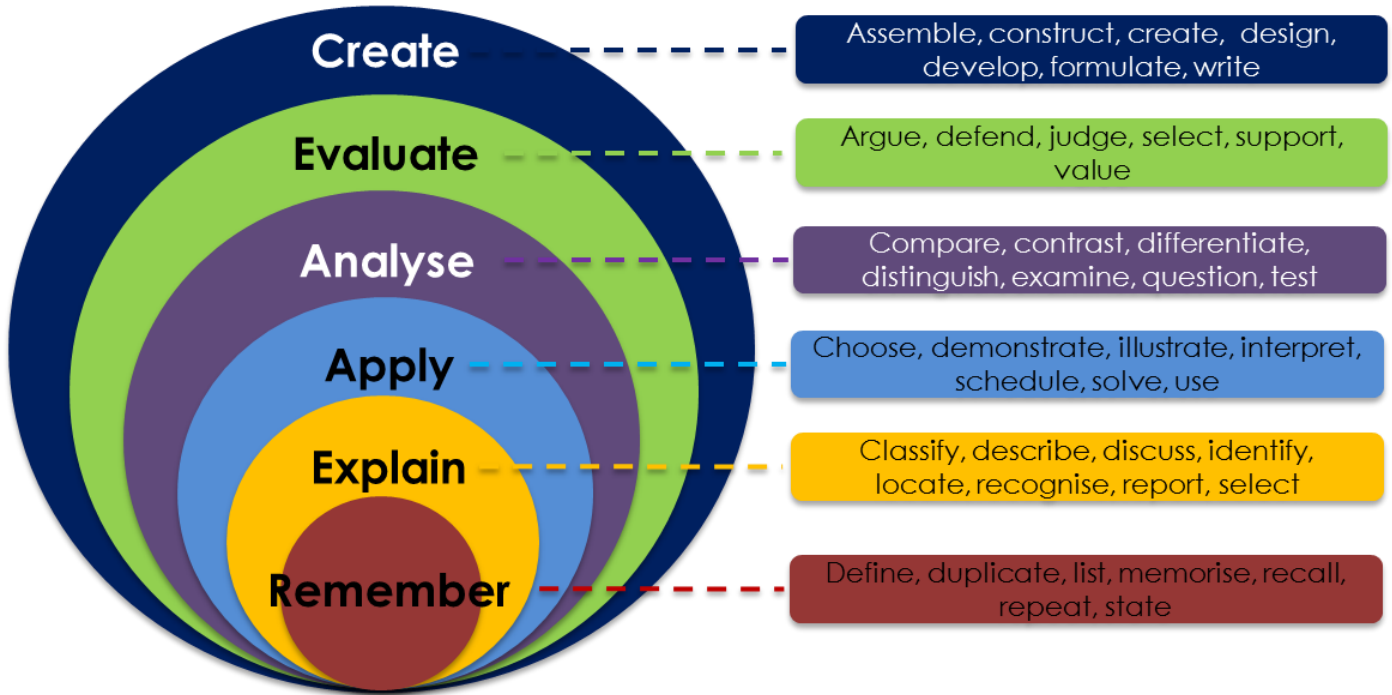 Create
Assemble, construct, create, design,
develop, formulate, write
Evaluate
Argue, defend, judge, select, support,
value
Analyse
Compare, contrast, differentiate,
distinguish, examine, question, test
Apply
Choose, demonstrate, illustrate, interpret,
schedule, solve, use
Explain
Classify, describe, discuss, identify,
locate, recognise, report, select
Remember
Define, duplicate, list, memorise, recall,
repeat, state